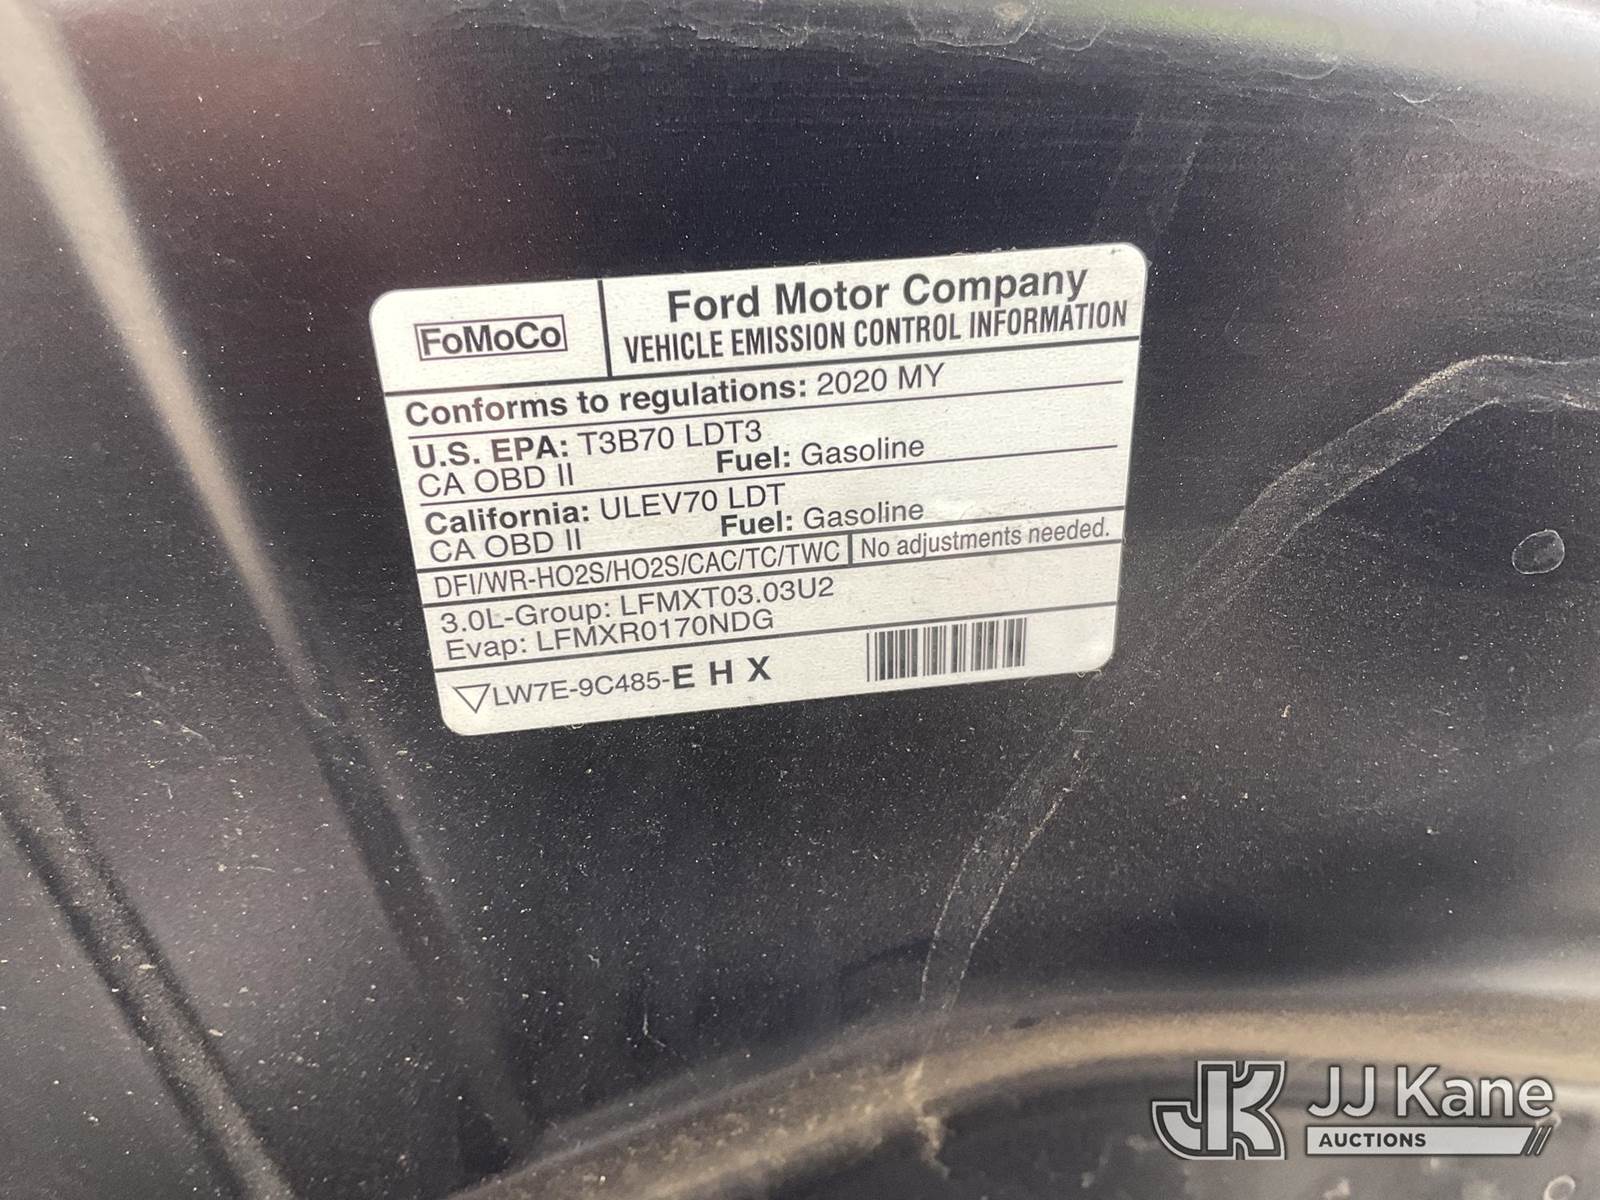 FoMoCo
Ford Motor Company
VEHICLE EMISSION CONTROL INFORMATION
Conforms to regulations: 2020 MY
U.S. EPA: T3B70 LDT3
CA OBD II Fuel: Gasoline
California: ULEV70 LDT
CA OBD II Fuel: Gasoline
DFI/WR-HO2S/HO2S/CAC/TC/TWC No adjustments needed.
3.0L-Group: LFMXT03.03U2
Evap: LFMXR0170NDG
LW7E-9C485-E H X
JK JJ Kane
AUCTIONS